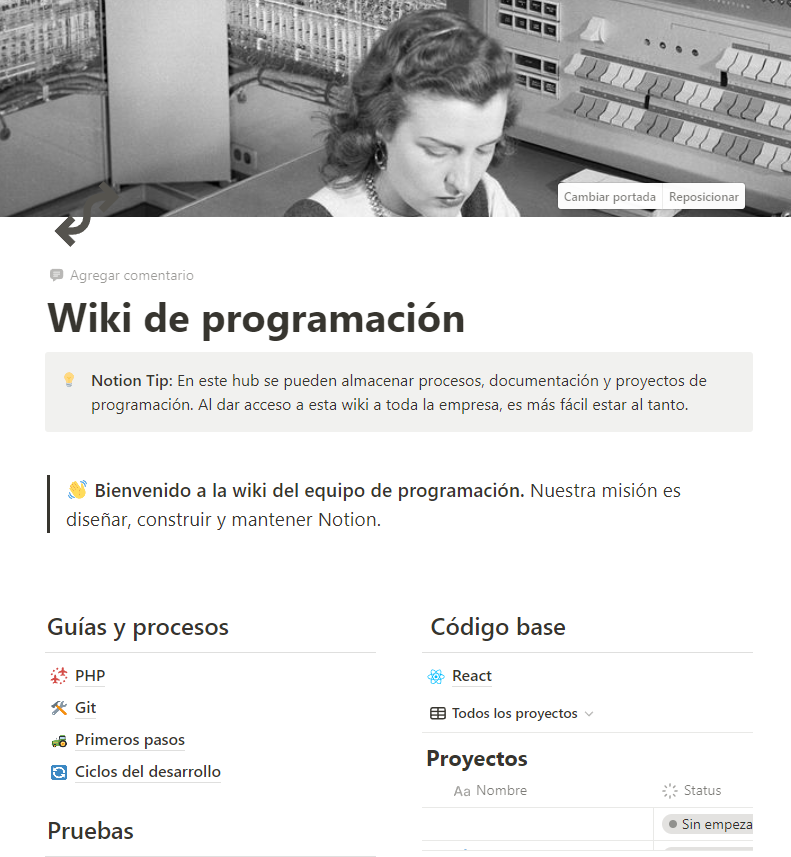 Cambiar portada Reposicionar
Agregar comentario
Wiki de programación
Notion Tip: En este hub se pueden almacenar procesos, documentación y proyectos de
programación. Al dar acceso a esta wiki a toda la empresa, es más fácil estar al tanto.
👋 Bienvenido a la wiki del equipo de programación. Nuestra misión es
diseñar, construir y mantener Notion.
Guías y procesos
PHP
Git
Primeros pasos
Ciclos del desarrollo
Pruebas
Código base
React
Todos los proyectos
Proyectos
Aa Nombre Status
Sin empeza